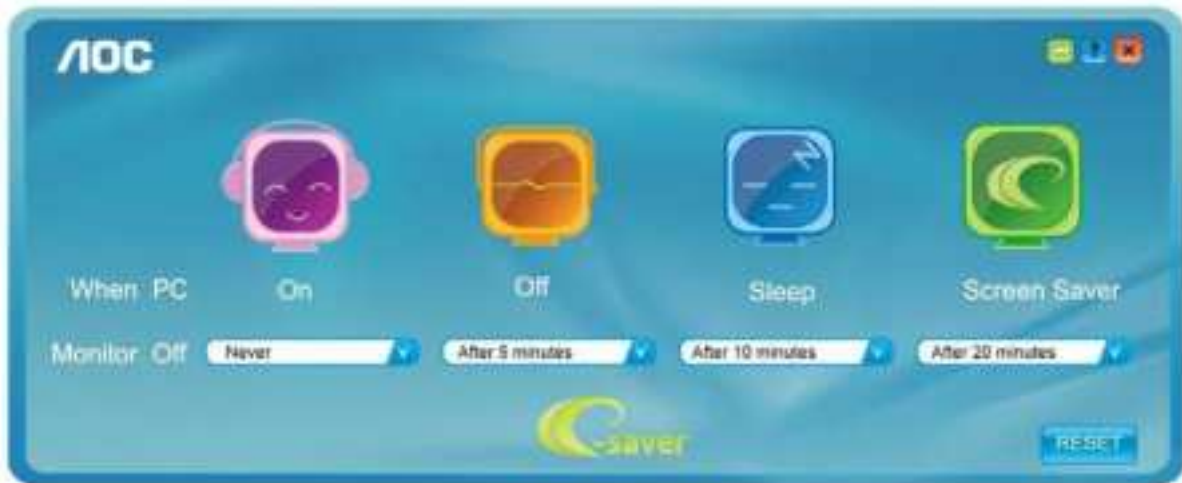 AOC
?
When PC On Off Sleep Screen Saver
Monitor Off Never After 5 minutes After 10 minutes After 20 minutes
e-saver
RESET